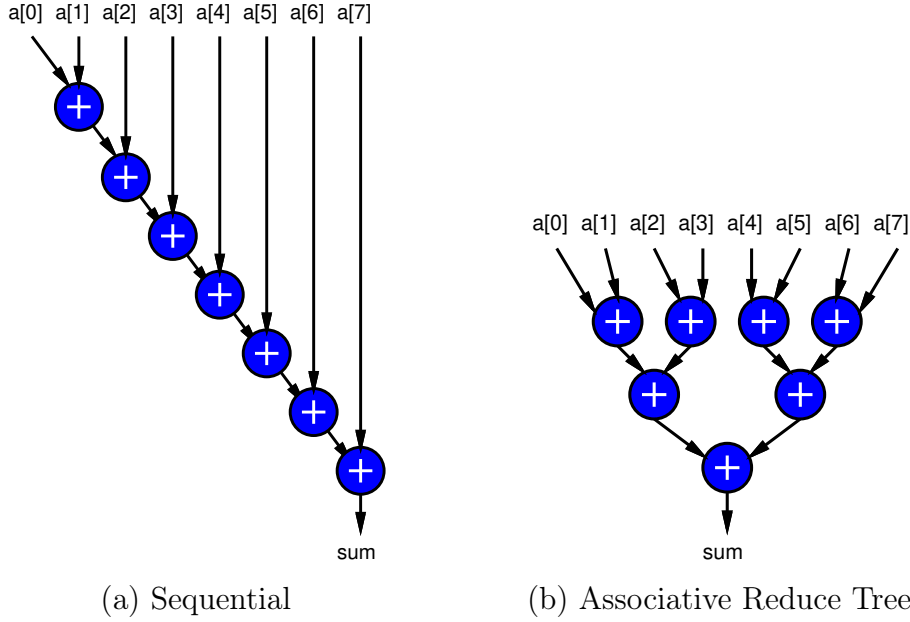 a[0] a[1] a[2] a[3] a[4] a[5] a[6] a[7]
+
+
+
+
+
+
+
sum
(a) Sequential
a[0] a[1] a[2] a[3] a[4] a[5] a[6] a[7]
+ + + +
+ +
+
sum
(b) Associative Reduce Tree